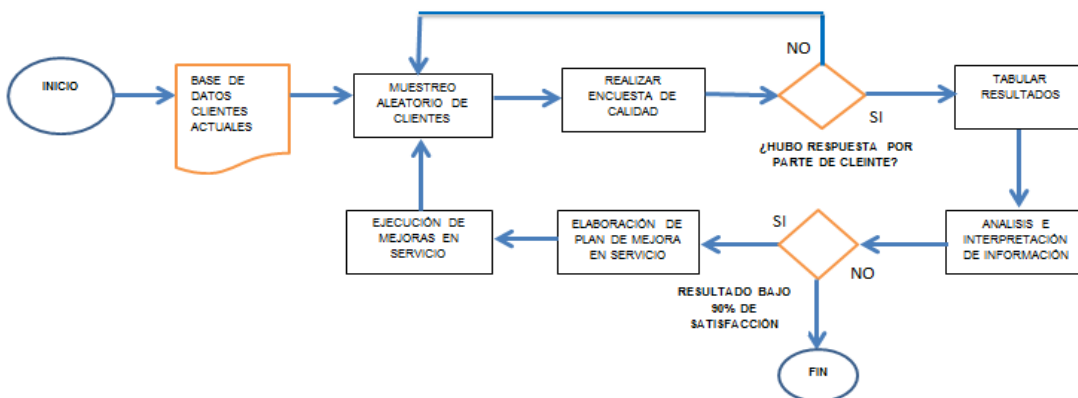 NO
INICIO
BASE DE
DATOS
CLIENTES
ACTUALES
MUESTREO
ALEATORIO DE
CLIENTES
REALIZAR
ENCUESTA DE
CALIDAD
TABULAR
RESULTADOS
SI
¿HUBO RESPUESTA POR
PARTE DE CLEINTE?
EJECUCIÓN DE
MEJORAS EN
SERVICIO
ELABORACIÓN DE
PLAN DE MEJORA
EN SERVICIO
SI
ANALISIS E
INTERPRETACIÓN
DE INFORMACIÓN
NO
RESULTADO BAJO
90% DE
SATISFACCIÓN
FIN